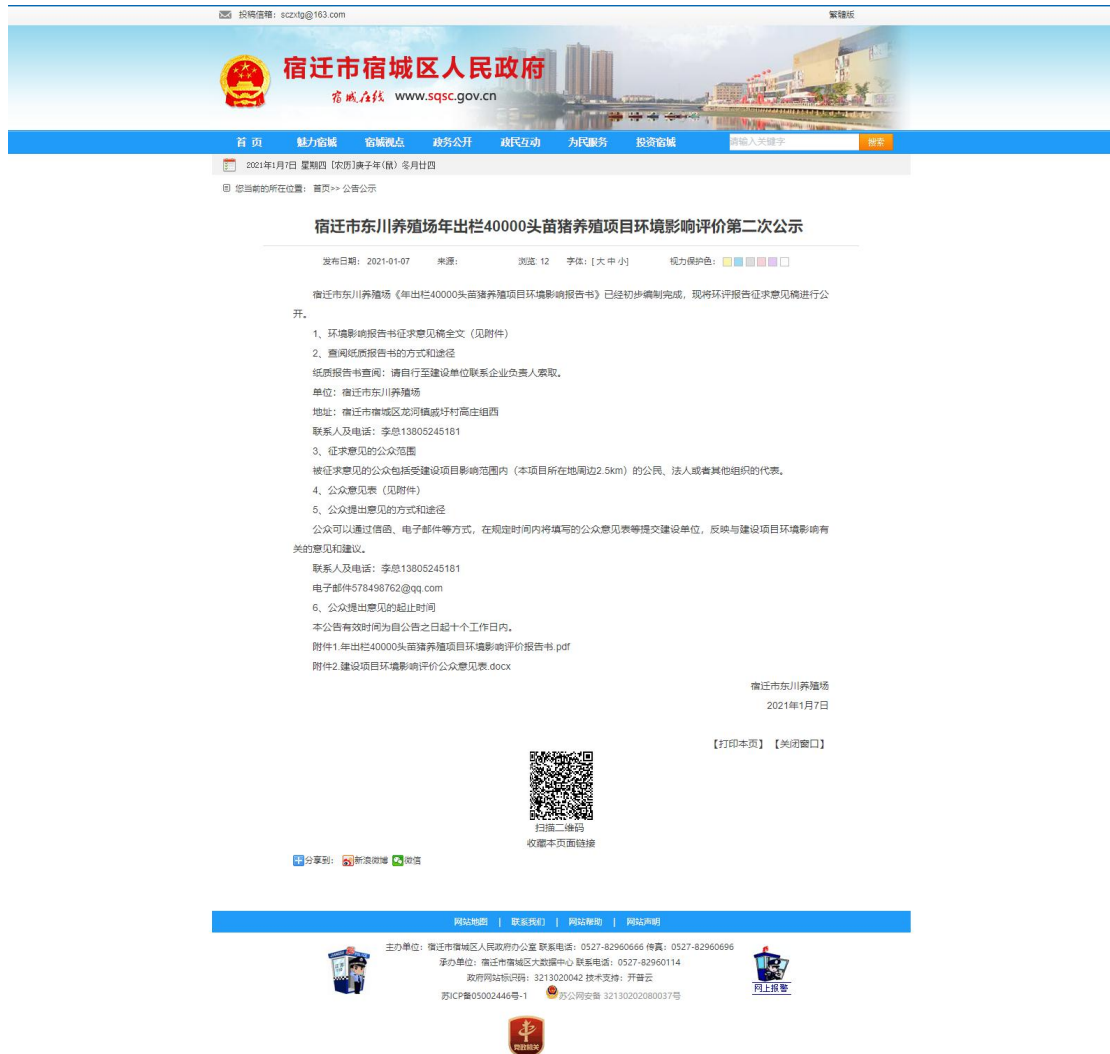 投稿信箱：sczxtg@163.com
繁體版
宿迁市宿城区人民政府
宿城在线 www.sqsc.gov.cn
首 页 魅力宿城 宿城视点 政务公开 政民互动 为民服务 投资宿城 请输入关键字 搜索
2021年1月7日 星期四 [农历]庚子年(鼠) 冬月廿四
您当前的所在位置：首页>> 公告公示
宿迁市东川养殖场年出栏40000头苗猪养殖项目环境影响评价第二次公示
发布日期：2021-01-07 来源： 浏览: 12 字体：[ 大 中 小] 视力保护色：
宿迁市东川养殖场《年出栏40000头苗猪养殖项目环境影响报告书》已经初步编制完成，现将环评报告征求意见稿进行公
开。
1、环境影响报告书征求意见稿全文（见附件）
2、查阅纸质报告书的方式和途径
纸质报告书查阅：请自行至建设单位联系企业负责人索取。
单位：宿迁市东川养殖场
地址：宿迁市宿城区龙河镇戚圩村高庄组西
联系人及电话：李总13805245181
3、征求意见的公众范围
被征求意见的公众包括受建设项目影响范围内（本项目所在地周边2.5km）的公民、法人或者其他组织的代表。
4、公众意见表（见附件）
5、公众提出意见的方式和途径
公众可以通过信函、电子邮件等方式，在规定时间内将填写的公众意见表等提交建设单位，反映与建设项目环境影响有
关的意见和建议。
联系人及电话：李总13805245181
电子邮件578498762@qq.com
6、公众提出意见的起止时间
本公告有效时间为自公告之日起十个工作日内。
附件1.年出栏40000头苗猪养殖项目环境影响评价报告书.pdf
附件2.建设项目环境影响评价公众意见表.docx
宿迁市东川养殖场
2021年1月7日
【打印本页】 【关闭窗口】
扫描二维码
收藏本页面链接
分享到： 新浪微博 微信
网站地图 | 联系我们 | 网站帮助 | 网站声明
主办单位：宿迁市宿城区人民政府办公室 联系电话：0527-82960666 传真：0527-82960696
承办单位：宿迁市宿城区大数据中心 联系电话：0527-82960114
政府网站标识码：3213020042 技术支持：开普云
苏ICP备05002446号-1 苏公网安备 32130202080037号
网上报警
党政机关